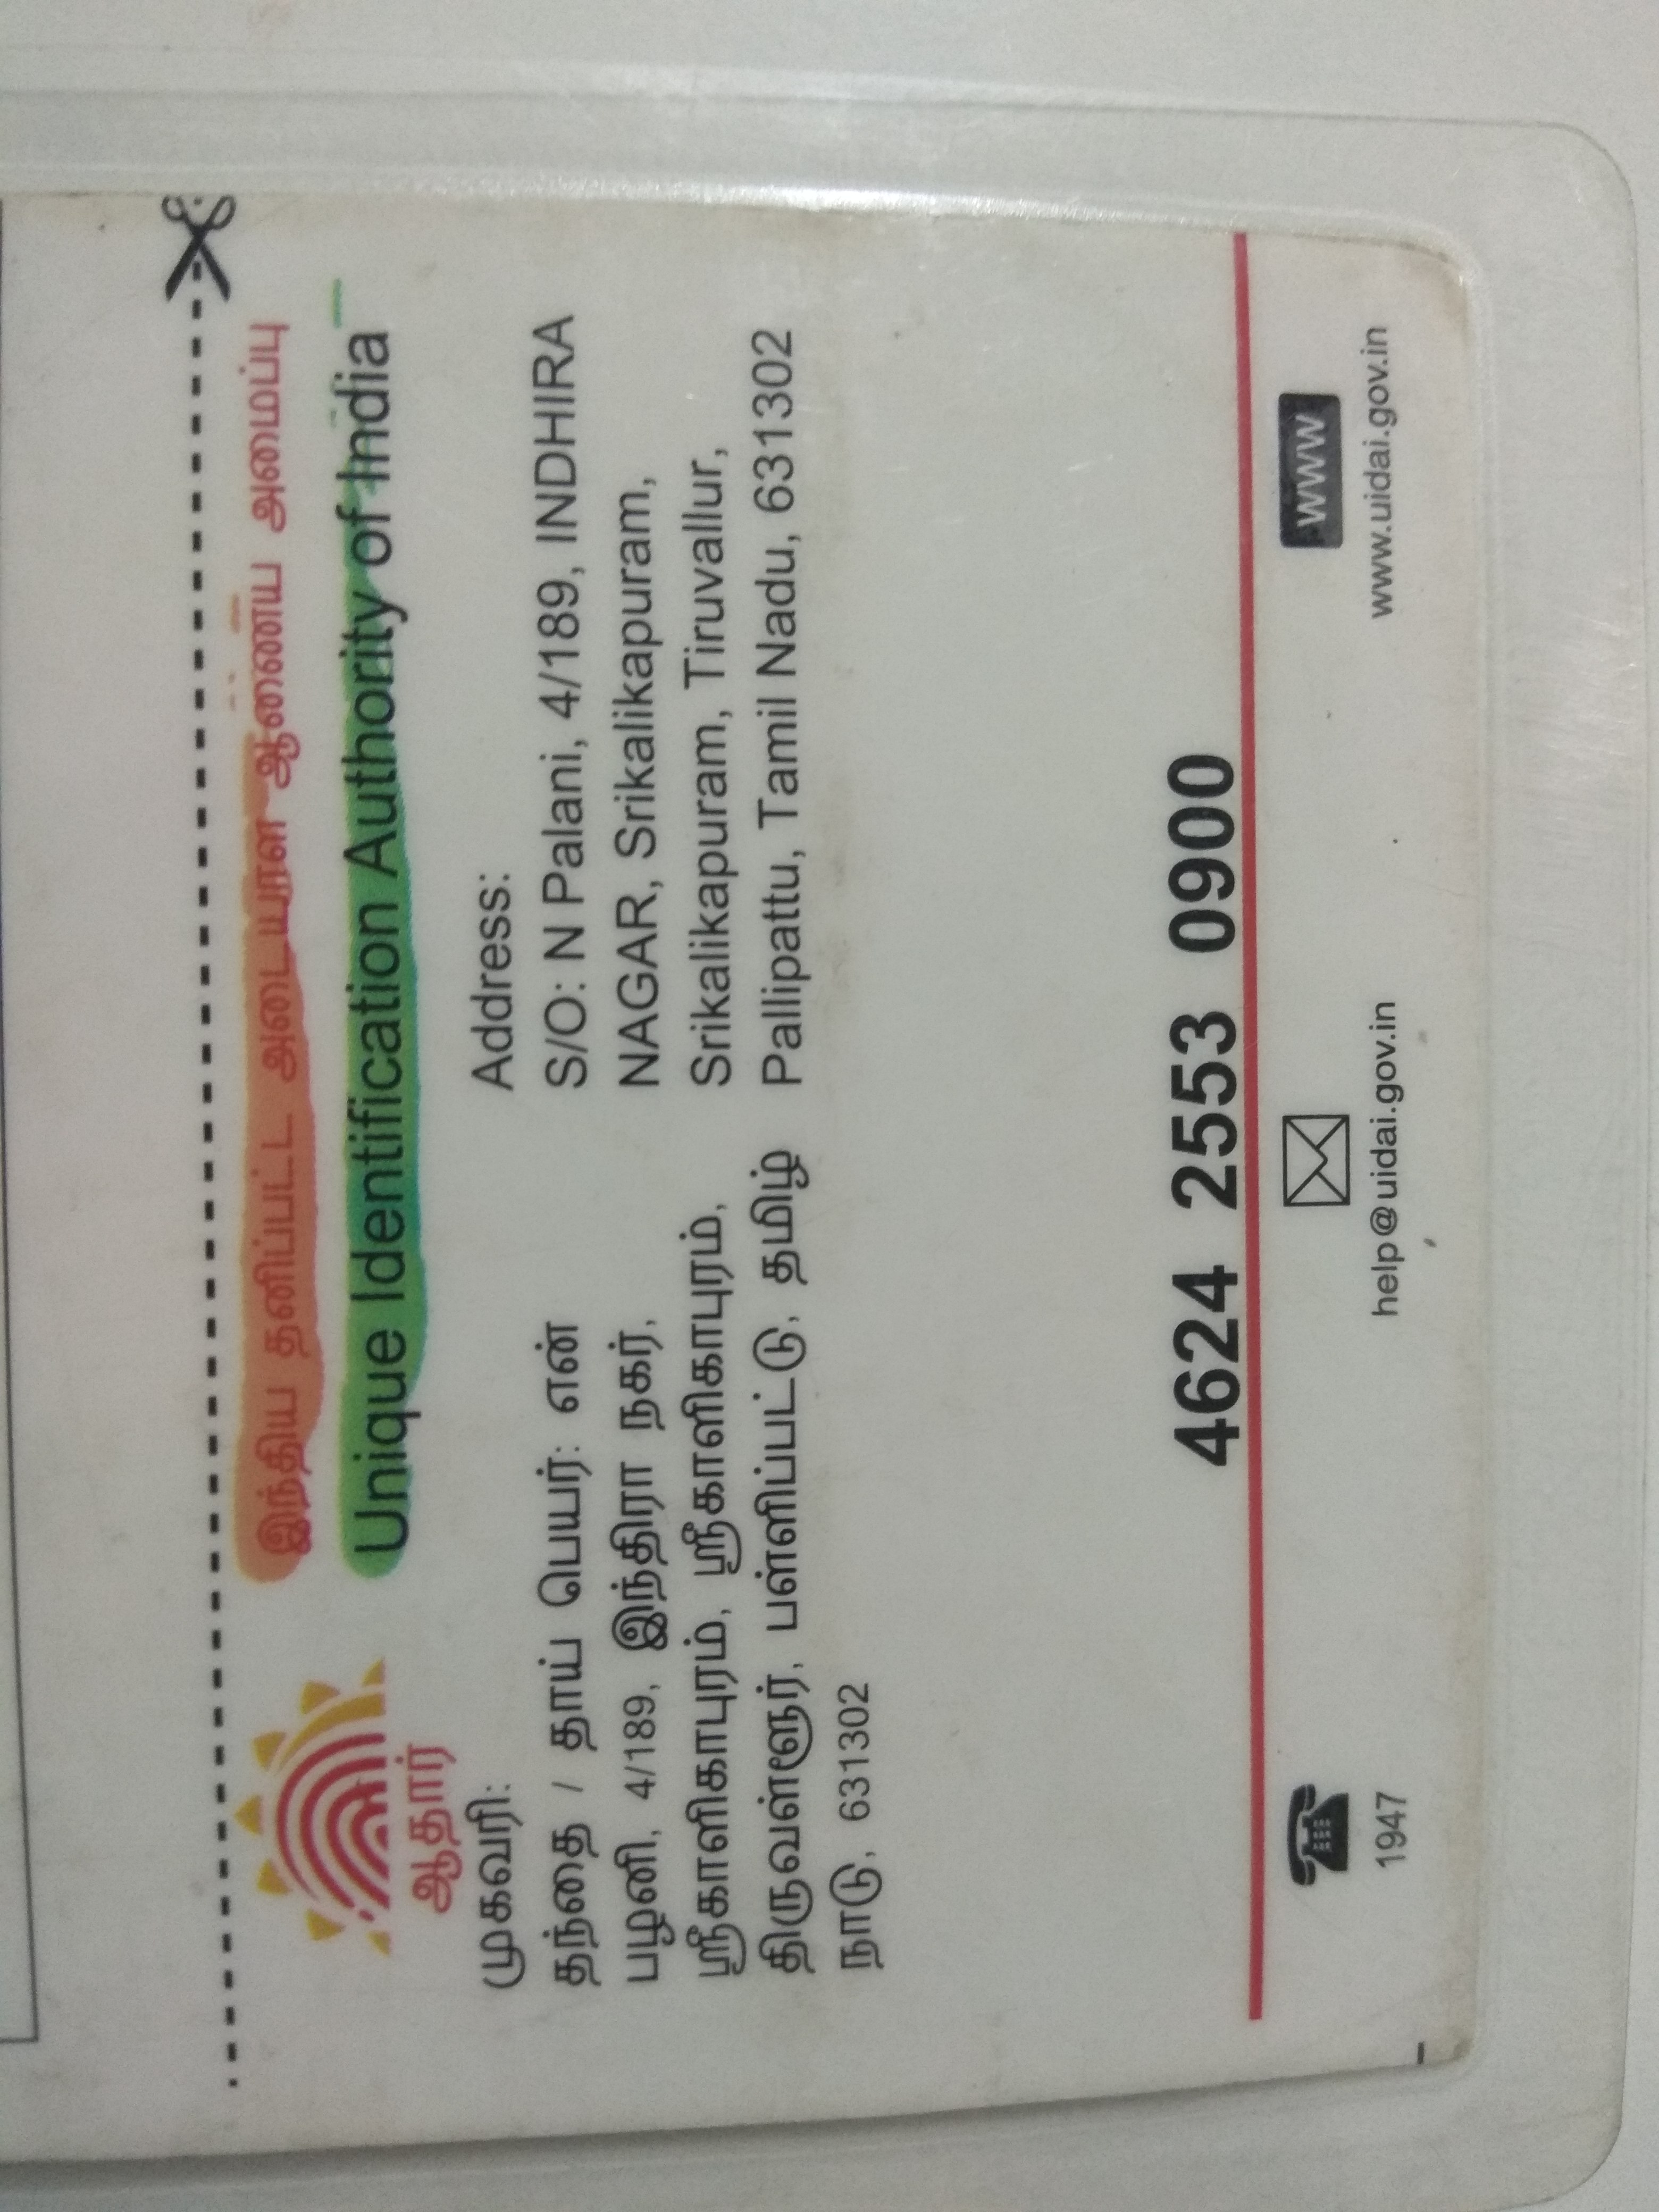 இந்திய தனிப்பட்ட அடையாள ஆணைய அமைப்பு
Unique Identification Authority of India
ஆதார்
முகவரி:
தந்தை / தாய் பெயர்: என்
பழனி, 4/189, இந்திரா நகர்,
ஸ்ரீகாளிகாபுரம், ஸ்ரீகாளிகாபுரம்,
திருவள்ளூர், பள்ளிப்பட்டு, தமிழ்
நாடு, 631302
Address:
S/O: N Palani, 4/189, INDHIRA
NAGAR, Srikalikapuram,
Srikalikapuram, Tiruvallur,
Pallipattu, Tamil Nadu, 631302
4624 2553 0900
1947
help@uidai.gov.in
WWW
www.uidai.gov.in